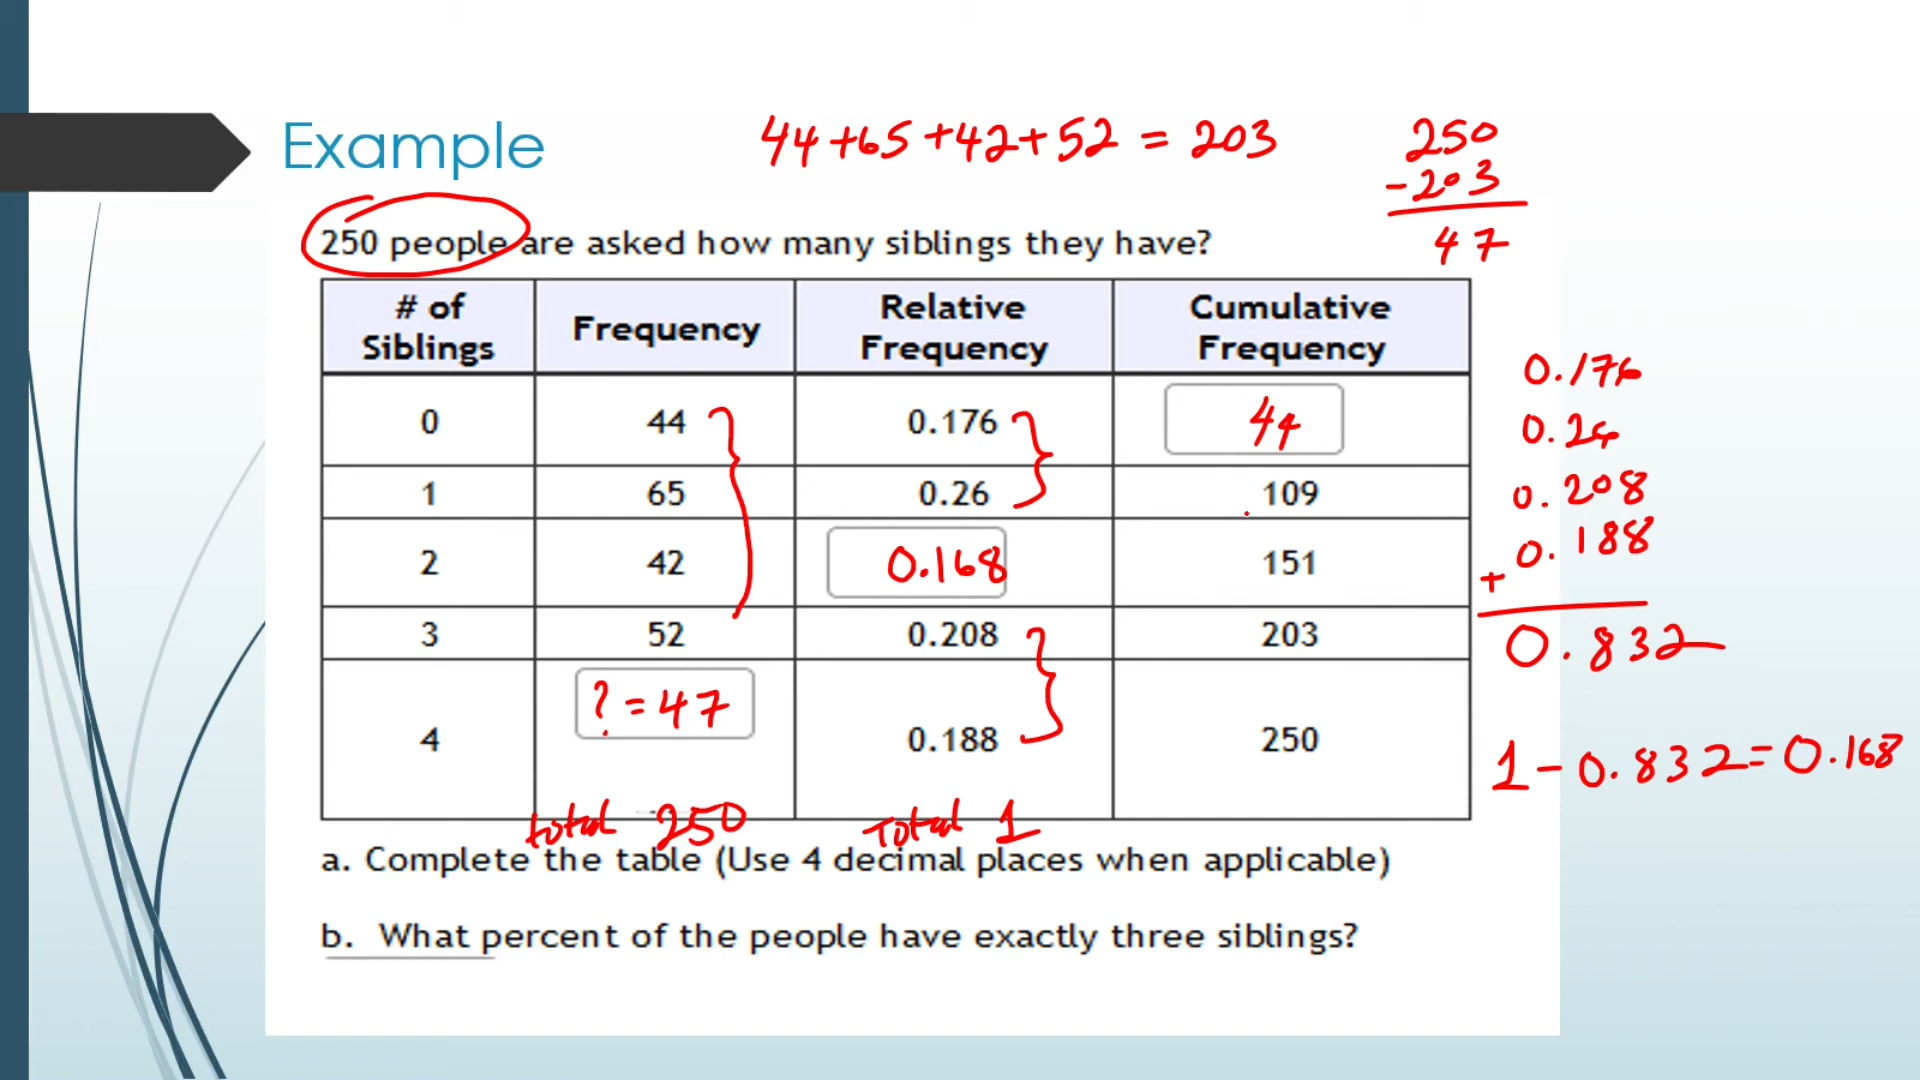 Example
44+65+42+52 = 203
250
-203
47
250 people are asked how many siblings they have?
# of Siblings Frequency Relative Frequency Cumulative Frequency
0 44 0.176 44
1 65 0.26 109
2 42 0.168 151
3 52 0.208 203
4 ? = 47 0.188 250
total 250 Total 1
0.176
0.26
0.208
+ 0.188
0.832
1 - 0.832 = 0.168
a. Complete the table (Use 4 decimal places when applicable)
b. What percent of the people have exactly three siblings?